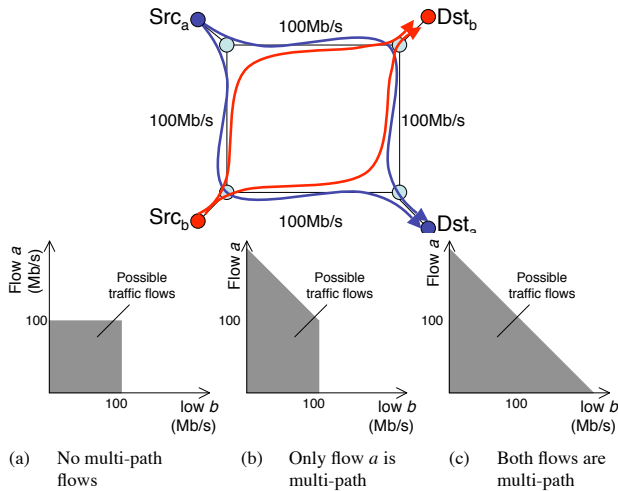 Src_a
100Mb/s
Dst_b
100Mb/s
100Mb/s
Src_b
100Mb/s
Dst_a
Flow a
(Mb/s)
Possible
traffic flows
100
100
low b
(Mb/s)
Flow a
Possible
traffic flows
100
100
low b
(Mb/s)
Flow a
Possible
traffic flows
100
100
low b
(Mb/s)
(a) No multi-path
flows
(b) Only flow a is
multi-path
(c) Both flows are
multi-path